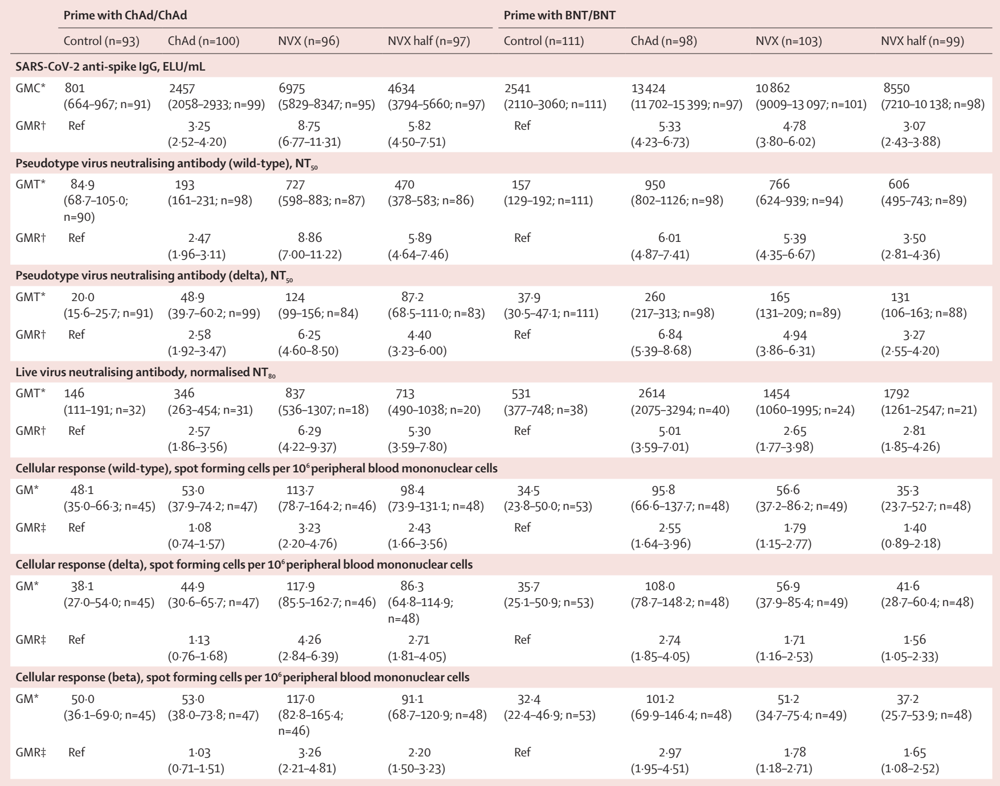 Prime with ChAd/ChAd Prime with BNT/BNT
Control (n=93) ChAd (n=100) NVX (n=96) NVX half (n=97) Control (n=111) ChAd (n=98) NVX (n=103) NVX half (n=99)
SARS-CoV-2 anti-spike IgG, ELU/mL
GMC* 801 2457 6975 4634 2541 13 424 10 862 8550
(664–967; n=91) (2058–2933; n=99) (5829–8347; n=95) (3794–5660; n=97) (2110–3060; n=111) (11 702–15 399; n=97) (9009–13 097; n=101) (7210–10 138; n=98)
GMR† Ref 3·25 8·75 5·82 Ref 5·33 4·78 3·07
(2·52–4·20) (6·77–11·31) (4·50–7·51) (4·23–6·73) (3·80–6·02) (2·43–3·88)
Pseudotype virus neutralising antibody (wild-type), NT50
GMT* 84·9 193 727 470 157 950 766 606
(68·7–105·0; (161–231; n=98) (598–883; n=87) (378–583; n=86) (129–192; n=111) (802–1126; n=98) (624–939; n=94) (495–743; n=89)
n=90)
GMR† Ref 2·47 8·86 5·89 Ref 6·01 5·39 3·50
(1·96–3·11) (7·00–11·22) (4·64–7·46) (4·87–7·41) (4·35–6·67) (2·81–4·36)
Pseudotype virus neutralising antibody (delta), NT50
GMT* 20·0 48·9 124 87·2 37·9 260 165 131
(15·6–25·7; n=91) (39·7–60·2; n=99) (99–156; n=84) (68·5–111·0; n=83) (30·5–47·1; n=111) (217–313; n=98) (131–209; n=89) (106–163; n=88)
GMR† Ref 2·58 6·25 4·40 Ref 6·84 4·94 3·27
(1·92–3·47) (4·60–8·50) (3·23–6·00) (5·39–8·68) (3·86–6·31) (2·55–4·20)
Live virus neutralising antibody, normalised NT80
GMT* 146 346 837 713 531 2614 1454 1792
(111–191; n=32) (263–454; n=31) (536–1307; n=18) (490–1038; n=20) (377–748; n=38) (2075–3294; n=40) (1060–1995; n=24) (1261–2547; n=21)
GMR† Ref 2·57 6·29 5·30 Ref 5·01 2·65 2·81
(1·86–3·56) (4·22–9·37) (3·59–7·80) (3·59–7·01) (1·77–3·98) (1·85–4·26)
Cellular response (wild-type), spot forming cells per 10⁶ peripheral blood mononuclear cells
GM* 48·1 53·0 113·7 98·4 34·5 95·8 56·6 35·3
(35·0–66·3; n=45) (37·9–74·2; n=47) (78·7–164·2; n=46) (73·9–131·1; n=48) (23·8–50·0; n=53) (66·6–137·7; n=48) (37·2–86·2; n=49) (23·7–52·7; n=48)
GMR‡ Ref 1·08 3·23 2·43 Ref 2·55 1·79 1·40
(0·74–1·57) (2·20–4·76) (1·66–3·56) (1·64–3·96) (1·15–2·77) (0·89–2·18)
Cellular response (delta), spot forming cells per 10⁶ peripheral blood mononuclear cells
GM* 38·1 44·9 117·9 86·3 35·7 108·0 56·9 41·6
(27·0–54·0; n=45) (30·6–65·7; n=47) (85·5–162·7; n=46) (64·8–114·9; (25·1–50·9; n=53) (78·7–148·2; n=48) (37·9–85·4; n=49) (28·7–60·4; n=48)
n=48)
GMR‡ Ref 1·13 4·26 2·71 Ref 2·74 1·71 1·56
(0·76–1·68) (2·84–6·39) (1·81–4·05) (1·85–4·05) (1·16–2·53) (1·05–2·33)
Cellular response (beta), spot forming cells per 10⁶ peripheral blood mononuclear cells
GM* 50·0 53·0 117·0 91·1 32·4 101·2 51·2 37·2
(36·1–69·0; n=45) (38·0–73·8; n=47) (82·8–165·4; (68·7–120·9; n=48) (22·4–46·9; n=53) (69·9–146·4; n=48) (34·7–75·4; n=49) (25·7–53·9; n=48)
n=46)
GMR‡ Ref 1·03 3·26 2·20 Ref 2·97 1·78 1·65
(0·71–1·51) (2·21–4·81) (1·50–3·23) (1·95–4·51) (1·18–2·71) (1·08–2·52)